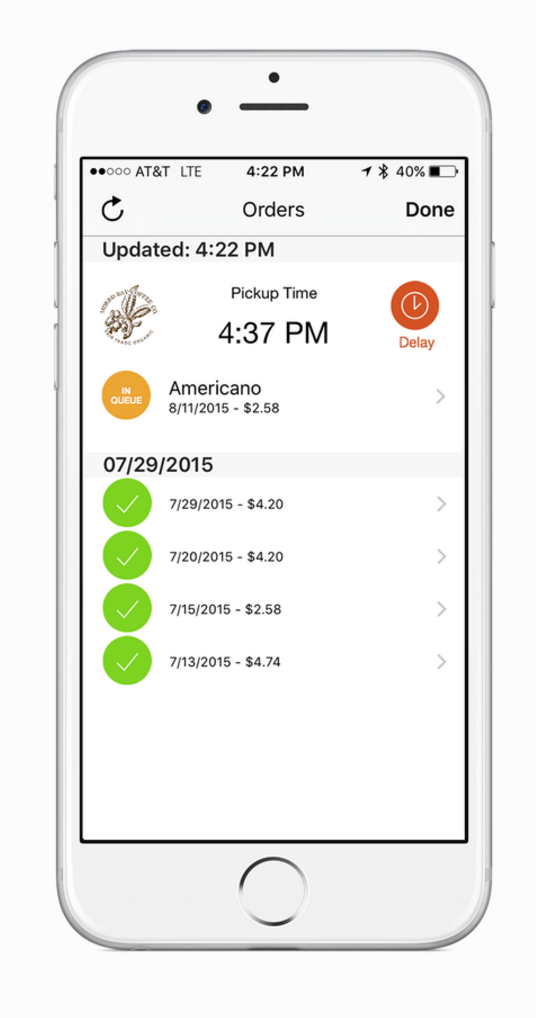 ●●○○○ AT&T LTE 4:22 PM 40%
Orders Done
Updated: 4:22 PM
MORRO BAY COFFEE CO.
FAIR TRADE ORGANIC
Pickup Time
4:37 PM
Delay
IN
QUEUE
Americano
8/11/2015 - $2.58
07/29/2015
7/29/2015 - $4.20
7/20/2015 - $4.20
7/15/2015 - $2.58
7/13/2015 - $4.74